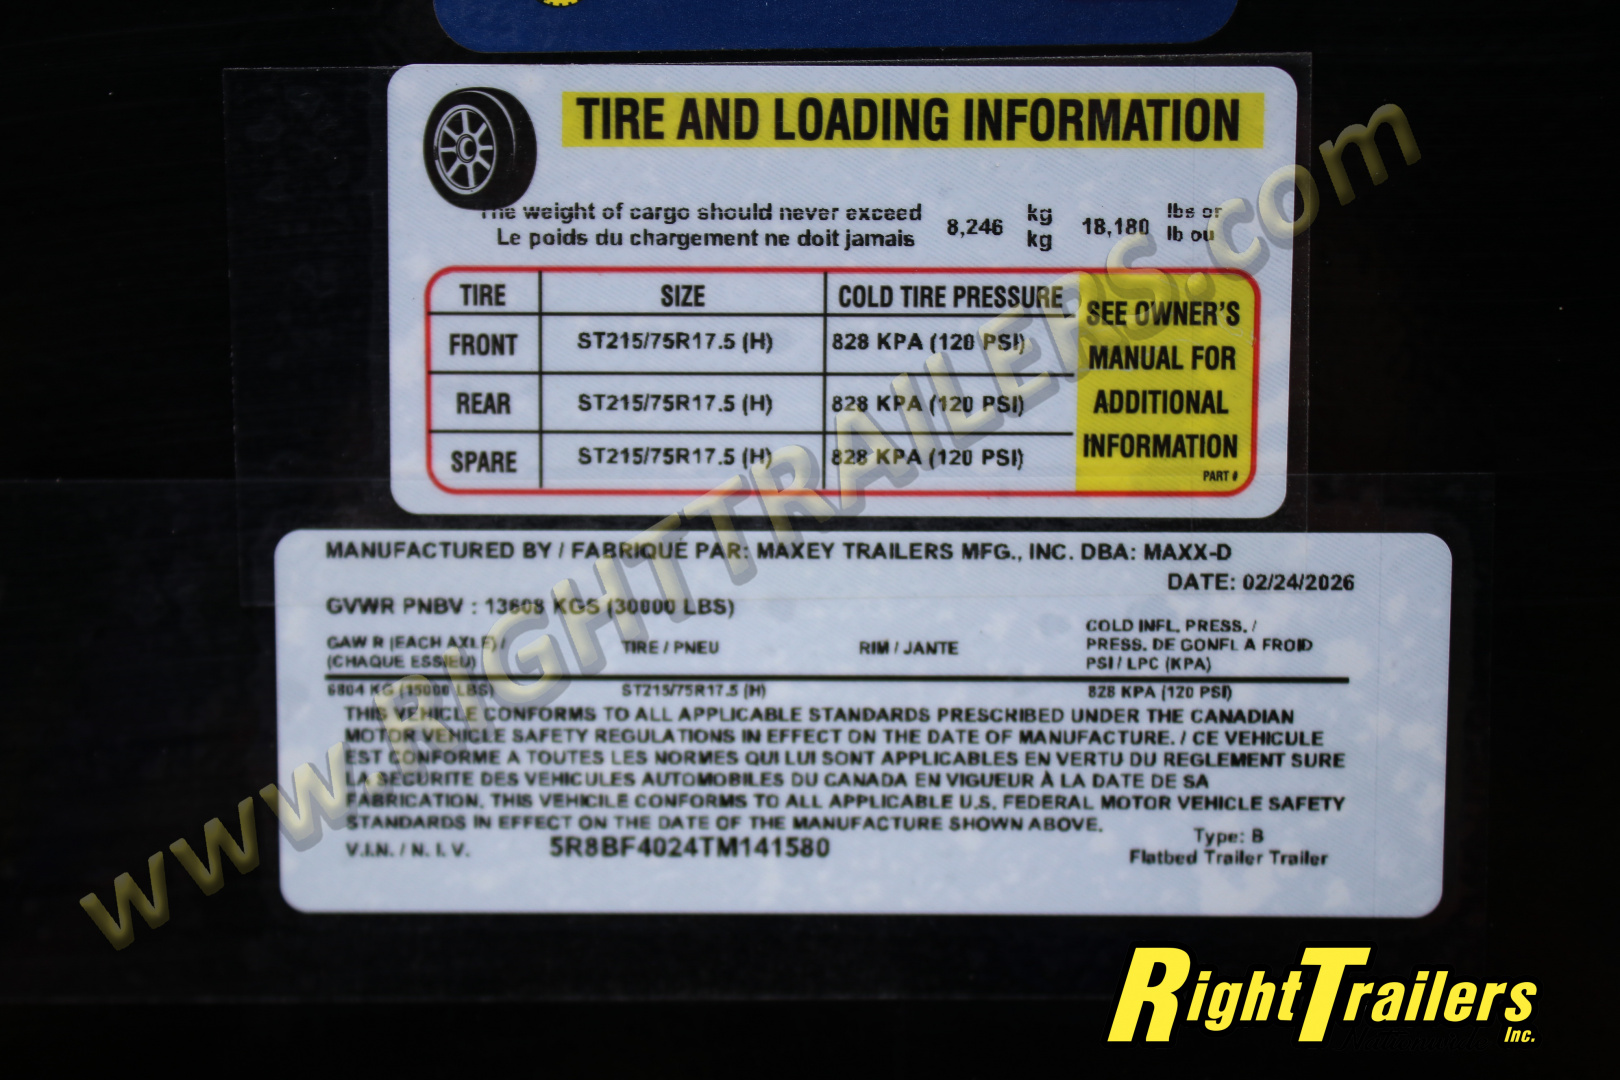 TIRE AND LOADING INFORMATION
The weight of cargo should never exceed 8,246 kg 18,180 lbs or
Le poids du chargement ne doit jamais kg lb ou
TIRE SIZE COLD TIRE PRESSURE
FRONT ST215/75R17.5 (H) 828 KPA (120 PSI)
REAR ST215/75R17.5 (H) 828 KPA (120 PSI)
SPARE ST215/75R17.5 (H) 828 KPA (120 PSI)
SEE OWNER'S
MANUAL FOR
ADDITIONAL
INFORMATION
PART #
MANUFACTURED BY / FABRIQUE PAR: MAXEY TRAILERS MFG., INC. DBA: MAXX-D
DATE: 02/24/2026
GVWR PNBV : 13608 KGS (30000 LBS)
GAWR (EACH AXLE) / (CHAQUE ESSIEU)
TIRE / PNEU
RIM / JANTE
COLD INFL. PRESS. /
PRESS. DE GONFL A FROID
PSI / LPC (KPA)
6804 KG (15000 LBS) ST215/75R17.5 (H) 828 KPA (120 PSI)
THIS VEHICLE CONFORMS TO ALL APPLICABLE STANDARDS PRESCRIBED UNDER THE CANADIAN
MOTOR VEHICLE SAFETY REGULATIONS IN EFFECT ON THE DATE OF MANUFACTURE. / CE VEHICULE
EST CONFORME A TOUTES LES NORMES QUI LUI SONT APPLICABLES EN VERTU DU REGLEMENT SURE
LA SECURITE DES VEHICULES AUTOMOBILES DU CANADA EN VIGUEUR À LA DATE DE SA
FABRICATION. THIS VEHICILE CONFORMS TO ALL APPLICABLE U.S. FEDERAL MOTOR VEHICLE SAFETY
STANDARDS IN EFFECT ON THE DATE OF THE MANUFACTURE SHOWN ABOVE.
V.I.N. / N. I. V. 5R8BF4024TM141580
Type: B
Flatbed Trailer Trailer
www.RIGHTTRAILERS.com
RightTrailers
Inc.